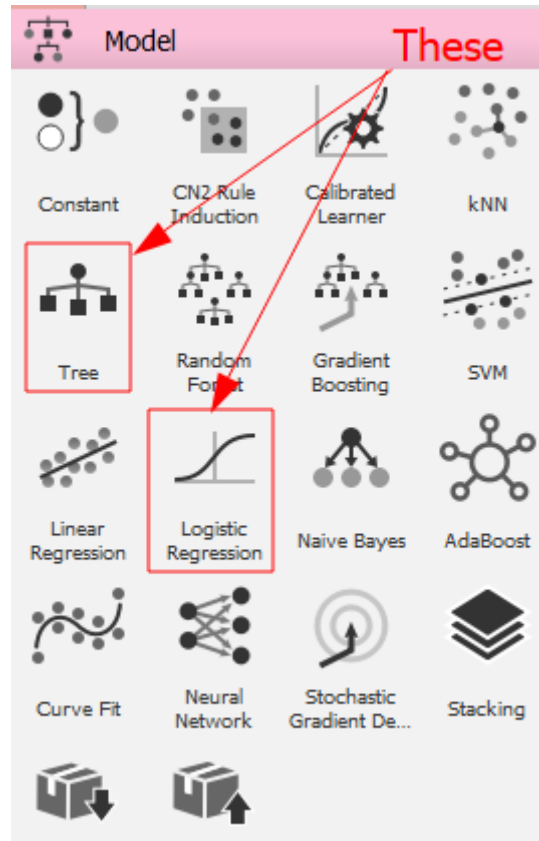 Model
These
Constant
CN2 Rule
Induction
Calibrated
Learner
kNN
Tree
Random
Forest
Gradient
Boosting
SVM
Linear
Regression
Logistic
Regression
Naive Bayes
AdaBoost
Curve Fit
Neural
Network
Stochastic
Gradient De...
Stacking